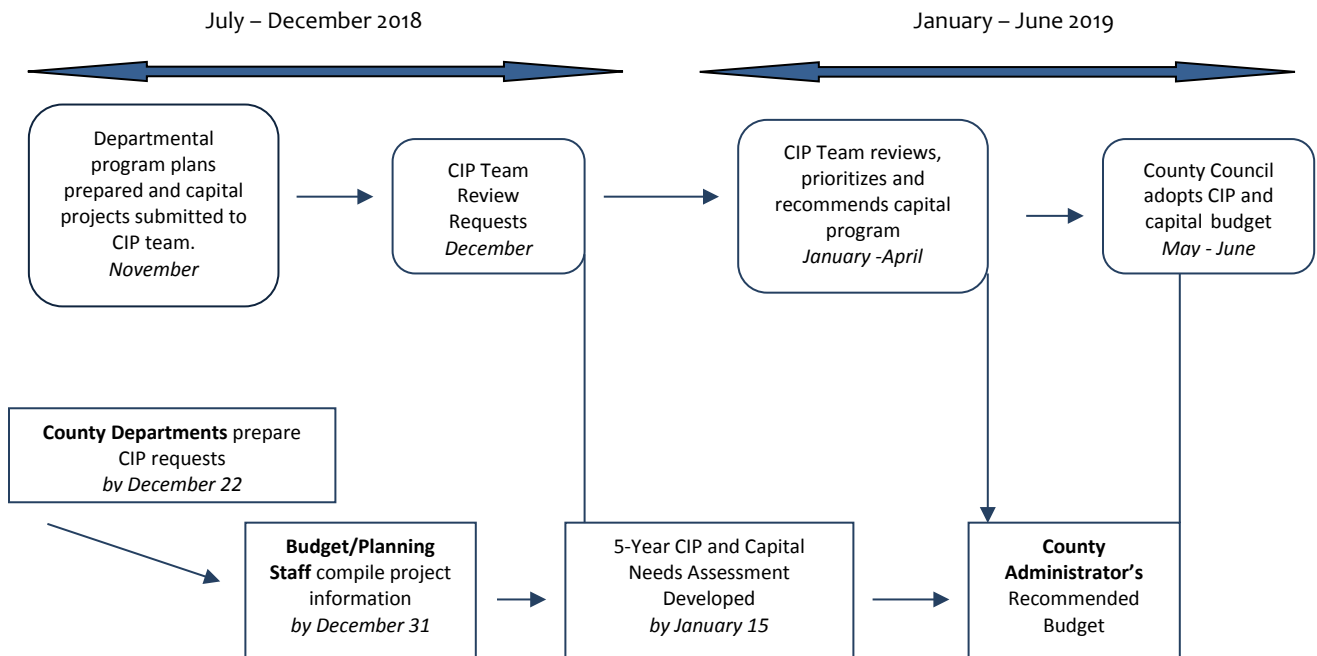 July – December 2018
January – June 2019
Departmental
program plans
prepared and capital
projects submitted to
CIP team.
November
CIP Team
Review
Requests
December
CIP Team reviews,
prioritizes and
recommends capital
program
January -April
County Council
adopts CIP and
capital budget
May - June
County Departments prepare
CIP requests
by December 22
Budget/Planning
Staff compile project
information
by December 31
5-Year CIP and Capital
Needs Assessment
Developed
by January 15
County
Administrator’s
Recommended
Budget